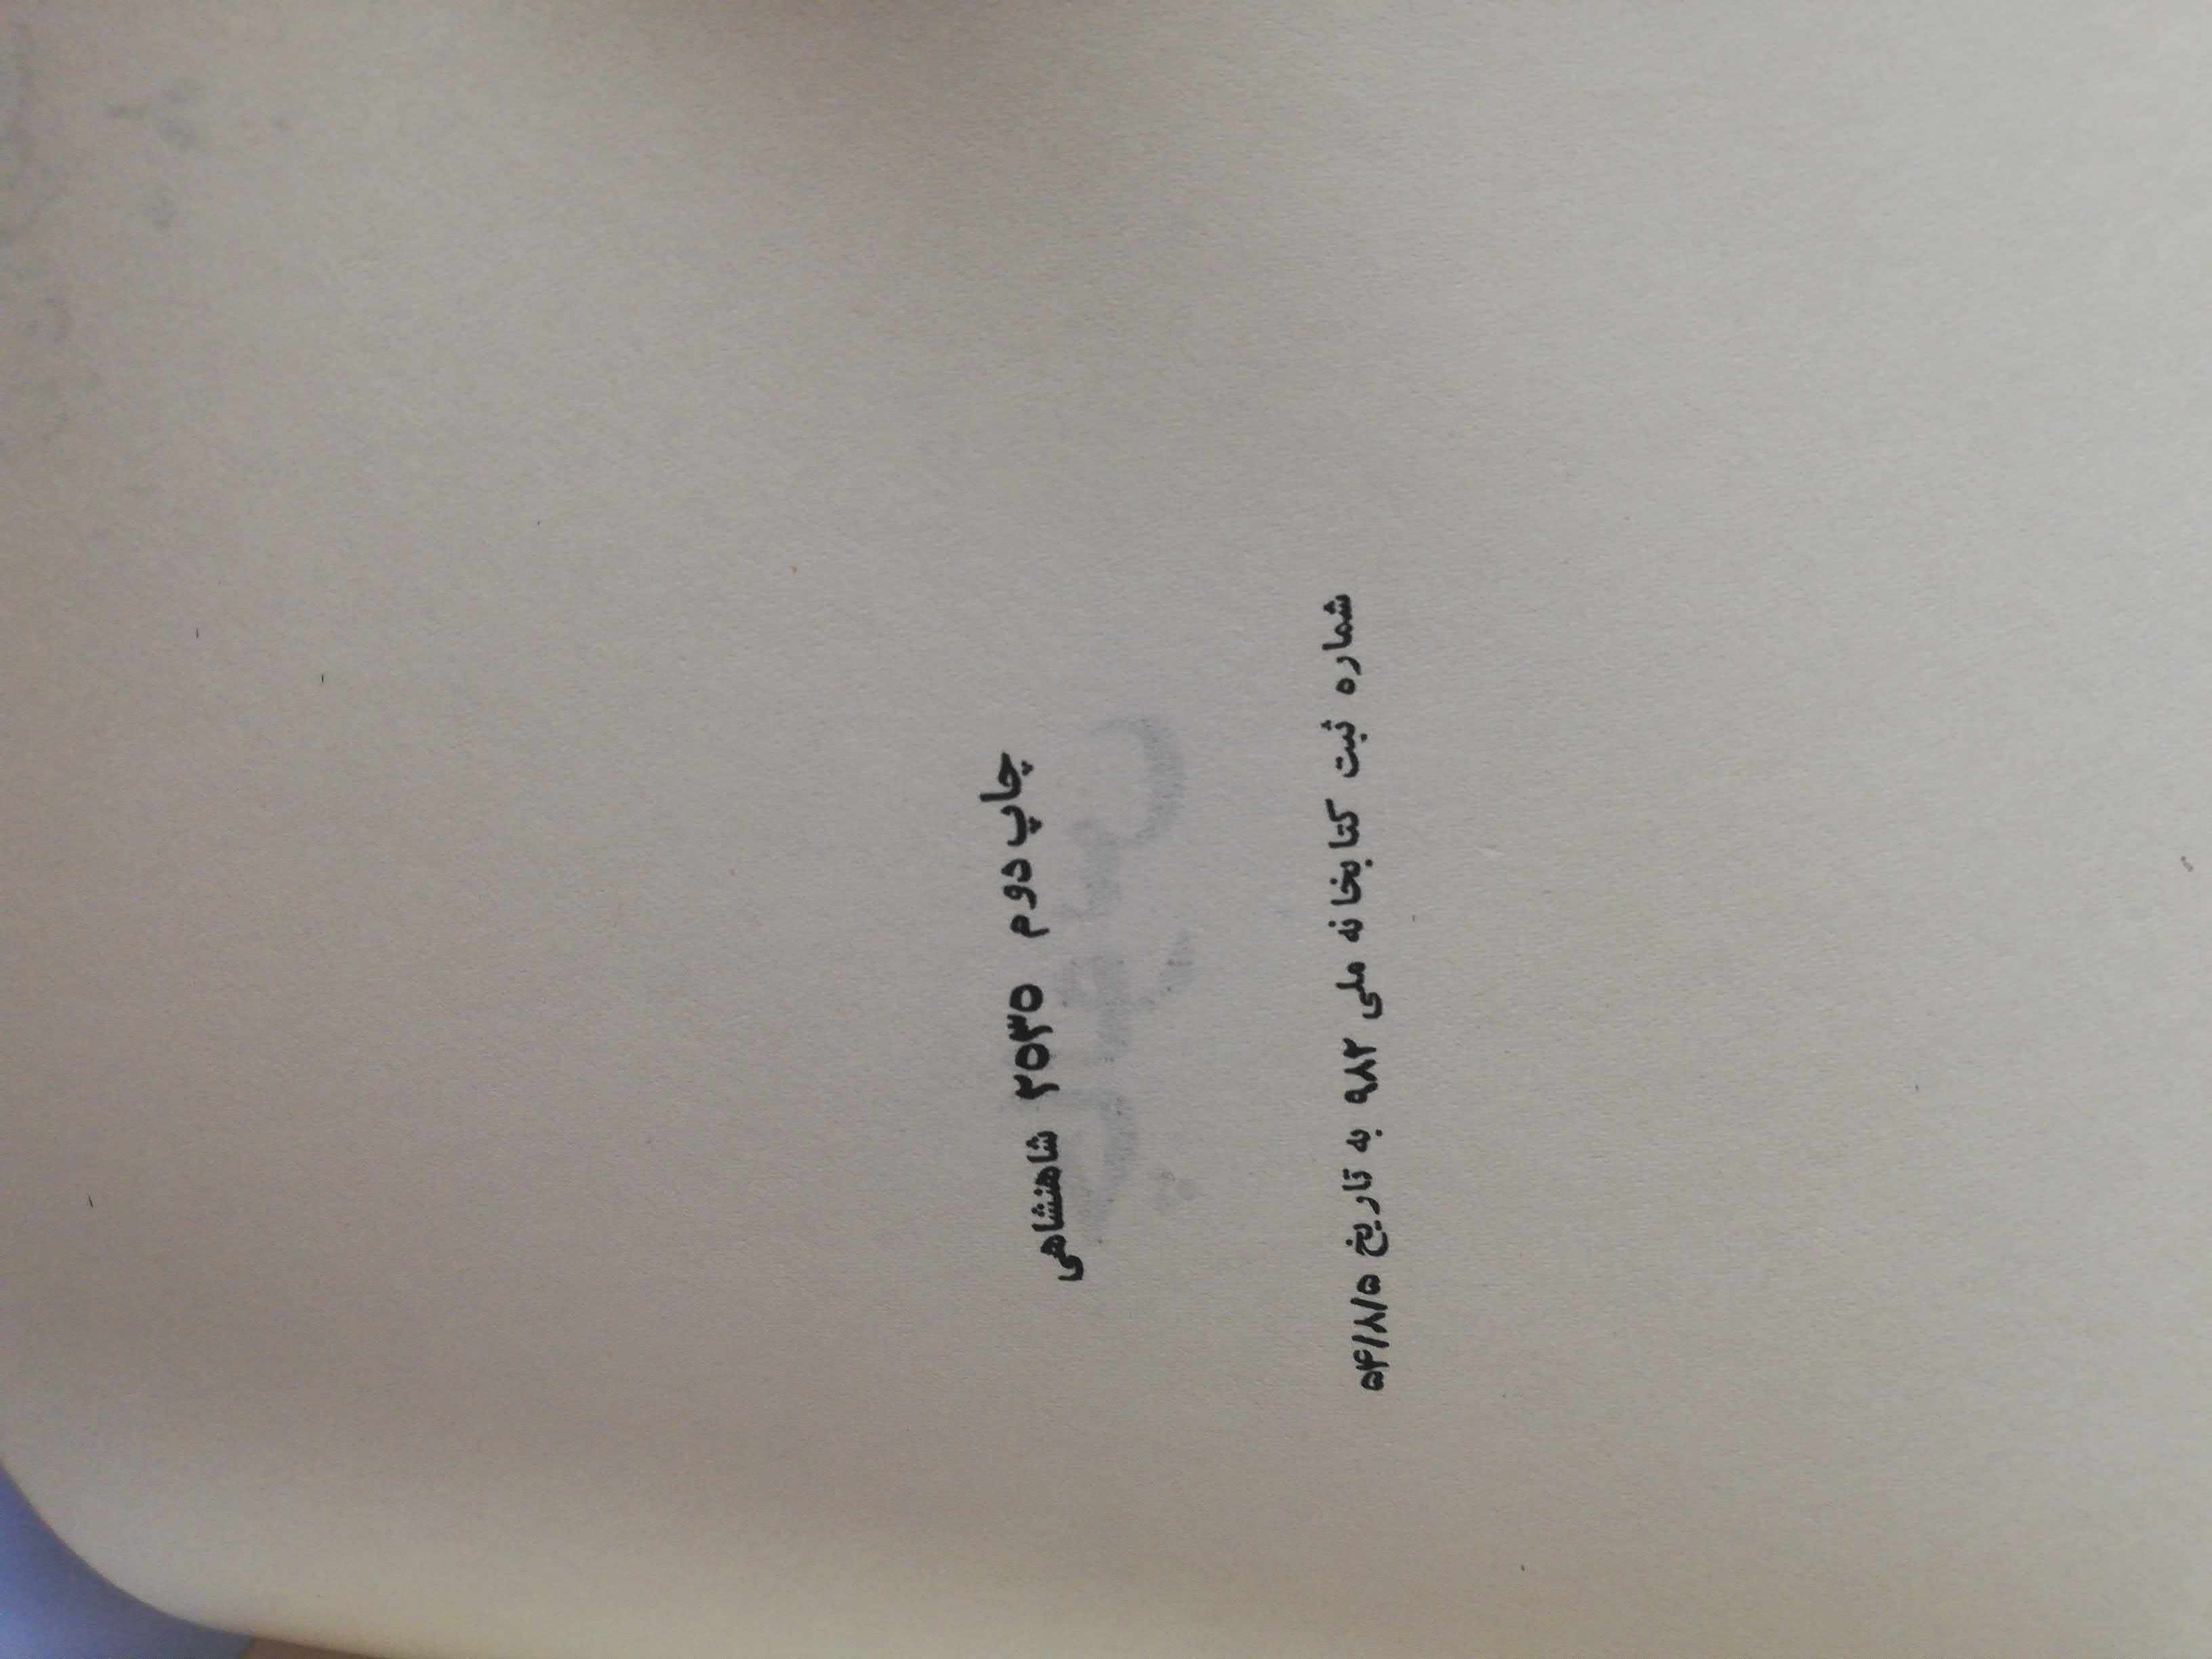 چاپ دوم ۲۵۳۵ شاهنشاهی
شماره ثبت کتابخانه ملی ۹۸۲ به تاریخ ۵۴/۸/۵